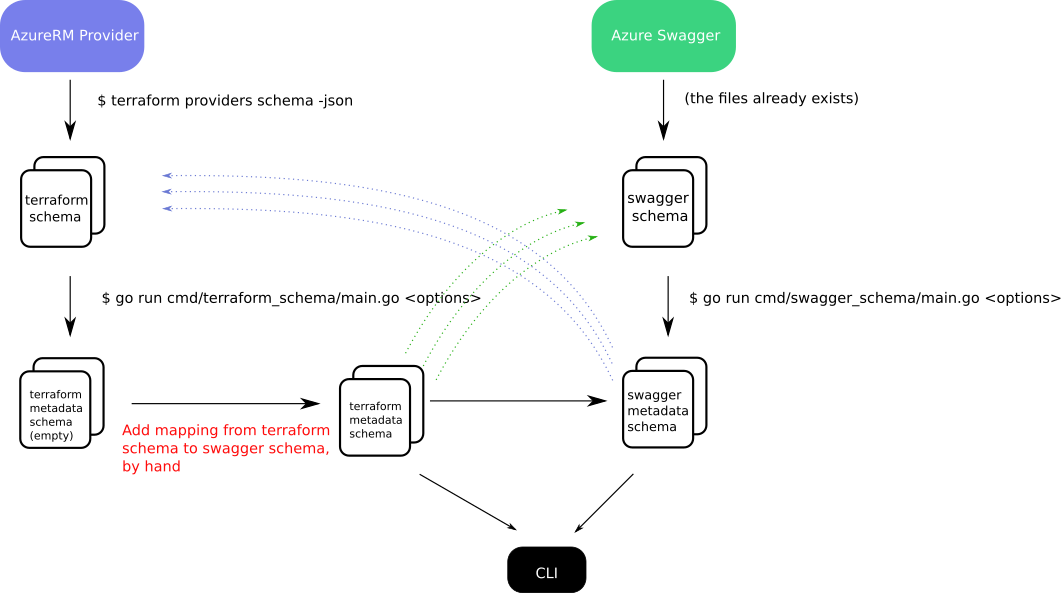 AzureRM Provider
Azure Swagger
$ terraform providers schema -json
(the files already exists)
terraform
schema
swagger
schema
$ go run cmd/terraform_schema/main.go <options>
$ go run cmd/swagger_schema/main.go <options>
terraform
metadata
schema
(empty)
Add mapping from terraform
schema to swagger schema,
by hand
terraform
metadata
schema
swagger
metadata
schema
CLI